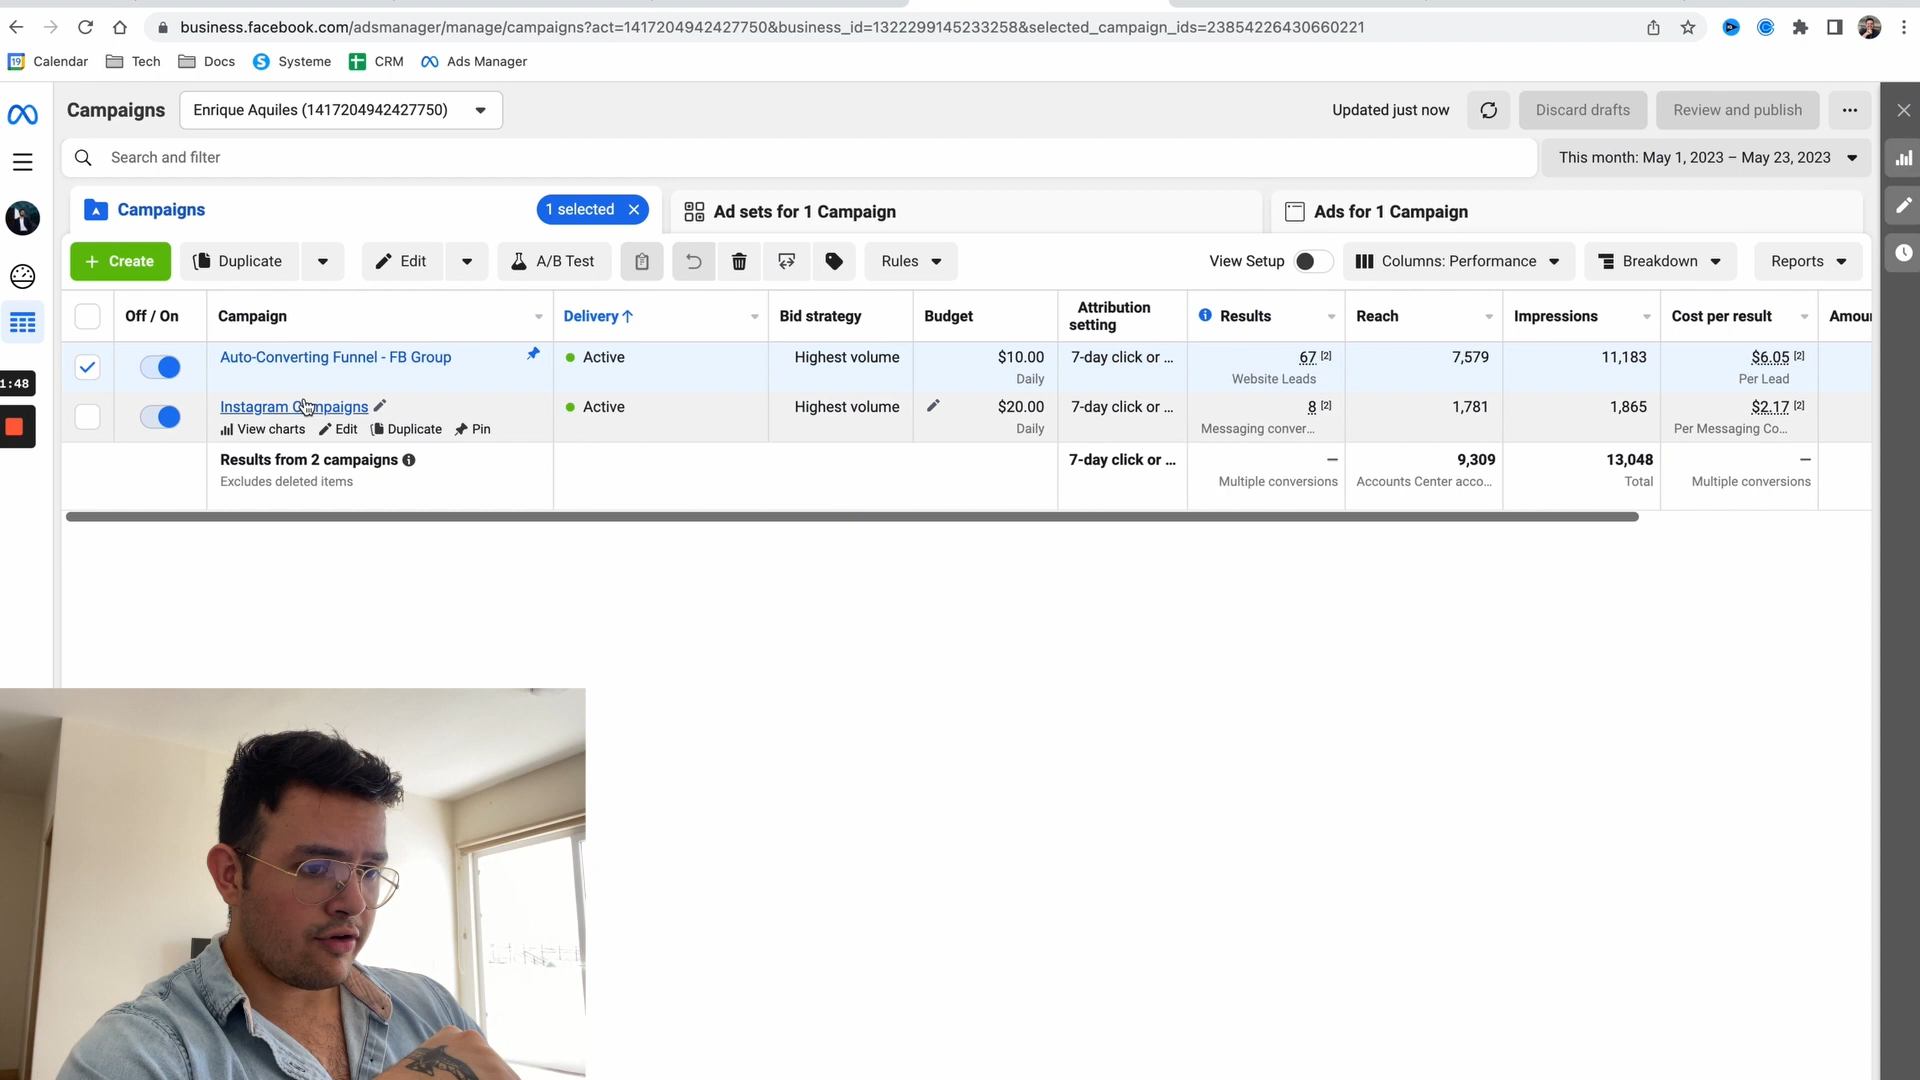 business.facebook.com/adsmanager/manage/campaigns?act=1417204942427750&business_id=1322299145233258&selected_campaign_ids=23854226430660221
19 Calendar Tech Docs S Systeme CRM Ads Manager
Campaigns Enrique Aquiles (1417204942427750) Updated just now Discard drafts Review and publish
Search and filter This month: May 1, 2023 – May 23, 2023
Campaigns 1 selected Ad sets for 1 Campaign Ads for 1 Campaign
+ Create Duplicate Edit A/B Test Rules View Setup Columns: Performance Breakdown Reports
Off / On Campaign Delivery ↑ Bid strategy Budget Attribution setting Results Reach Impressions Cost per result Amour
Auto-Converting Funnel - FB Group Active Highest volume $10.00 7-day click or ... 67 [2] 7,579 11,183 $6.05 [2]
Daily Website Leads Per Lead
1:48
Instagram Campaigns Active Highest volume $20.00 7-day click or ... 8 [2] 1,781 1,865 $2.17 [2]
View charts Edit Duplicate Pin Daily Messaging conver... Per Messaging Co...
Results from 2 campaigns 7-day click or ... — 9,309 13,048 —
Excludes deleted items Multiple conversions Accounts Center acco... Total Multiple conversions